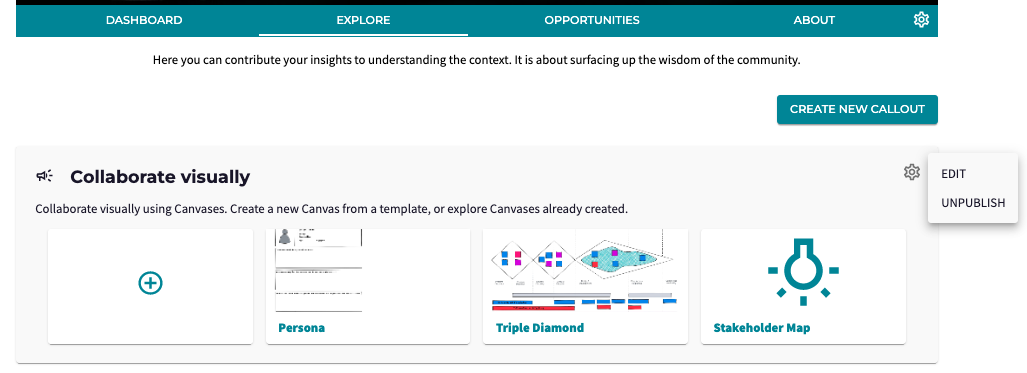 DASHBOARD EXPLORE OPPORTUNITIES ABOUT
Here you can contribute your insights to understanding the context. It is about surfacing up the wisdom of the community.
CREATE NEW CALLOUT
Collaborate visually
EDIT
UNPUBLISH
Collaborate visually using Canvases. Create a new Canvas from a template, or explore Canvases already created.
Persona
Triple Diamond
Stakeholder Map